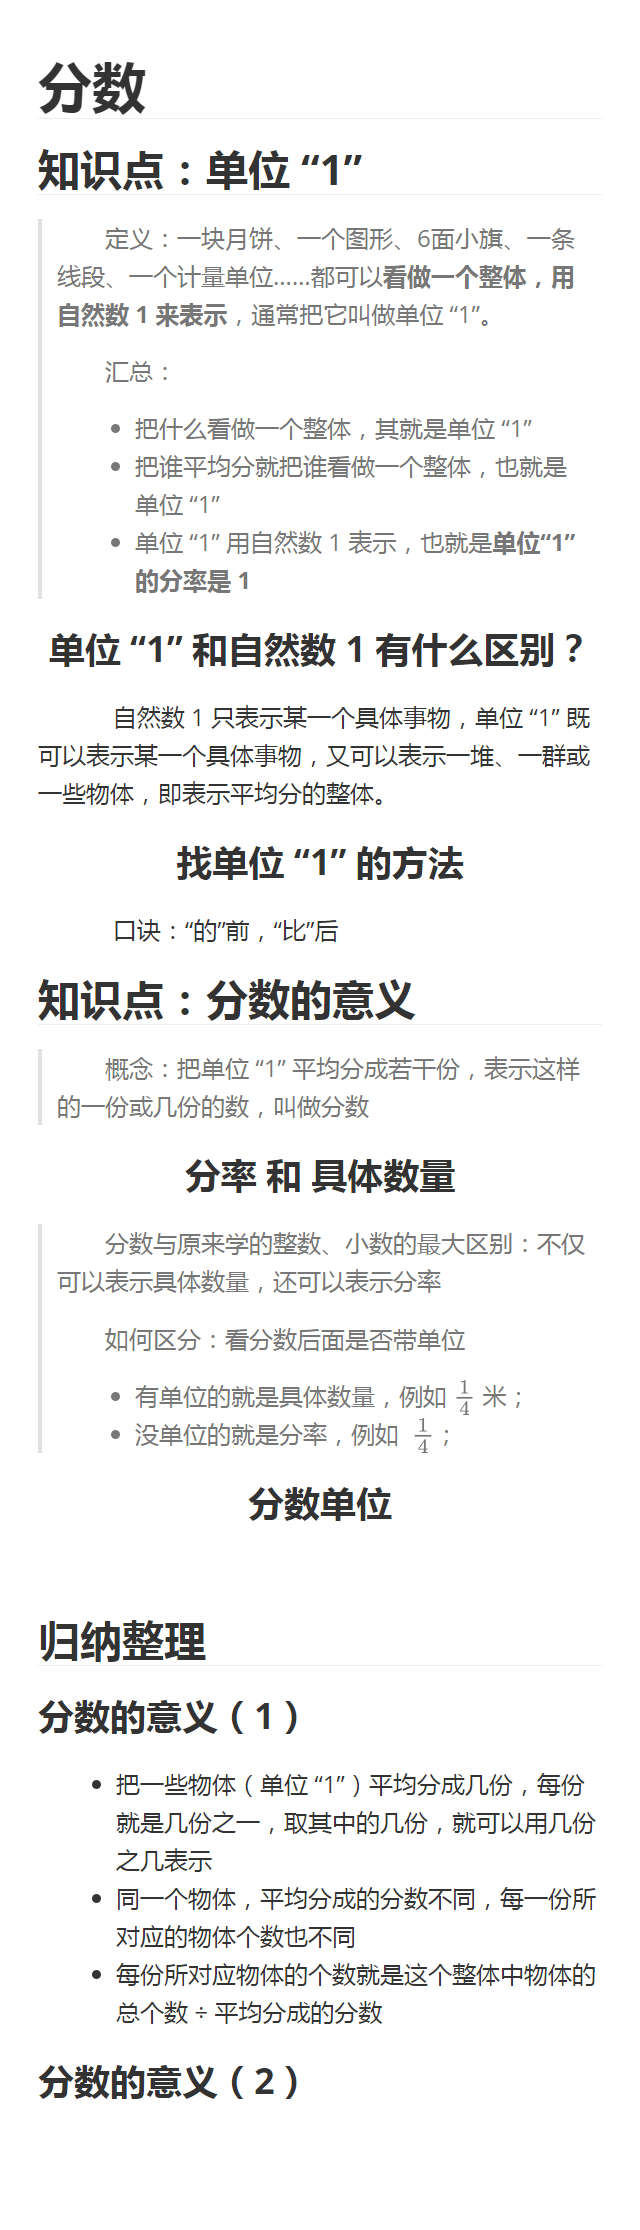 分数
知识点：单位 “1”
定义：一块月饼、一个图形、6面小旗、一条
线段、一个计量单位……都可以看做一个整体，用
自然数 1 来表示，通常把它叫做单位 “1”。
汇总：
把什么看做一个整体，其就是单位 “1”
把谁平均分就把谁看做一个整体，也就是
单位 “1”
单位 “1” 用自然数 1 表示，也就是单位“1”
的分率是 1
单位 “1” 和自然数 1 有什么区别？
自然数 1 只表示某一个具体事物，单位 “1” 既
可以表示某一个具体事物，又可以表示一堆、一群或
一些物体，即表示平均分的整体。
找单位 “1” 的方法
口诀：“的”前，“比”后
知识点：分数的意义
概念：把单位 “1” 平均分成若干份，表示这样
的一份或几份的数，叫做分数
分率 和 具体数量
分数与原来学的整数、小数的最大区别：不仅
可以表示具体数量，还可以表示分率
如何区分：看分数后面是否带单位
有单位的就是具体数量，例如 1/4 米；
没单位的就是分率，例如 1/4；
分数单位
归纳整理
分数的意义（1）
把一些物体（单位 “1”）平均分成几份，每份
就是几份之一，取其中的几份，就可以用几份
之几表示
同一个物体，平均分成的分数不同，每一份所
对应的物体个数也不同
每份所对应物体的个数就是这个整体中物体的
总个数 ÷ 平均分成的分数
分数的意义（2）